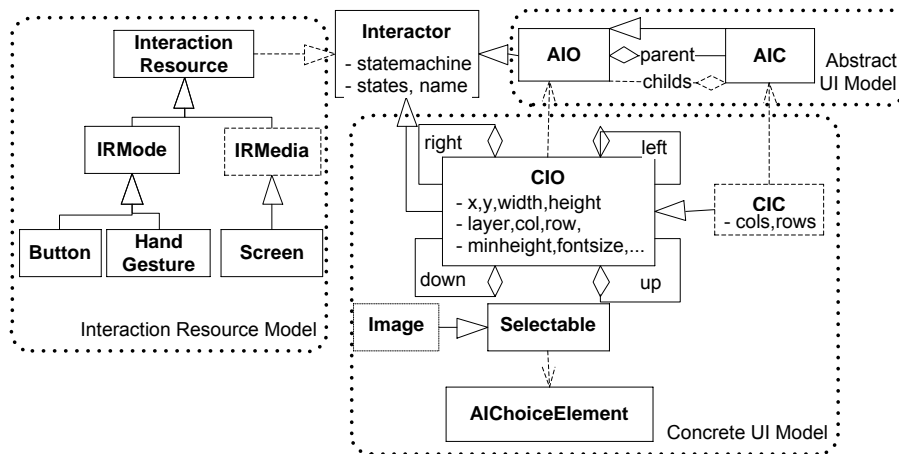 Interaction
Resource
IRMode
IRMedia
Button
Hand
Gesture
Screen
Interaction Resource Model
Interactor
- statemachine
- states, name
AIO
parent
childs
AIC
Abstract
UI Model
right
left
CIO
- x,y,width,height
- layer,col,row,
- minheight,fontsize,...
down
up
CIC
- cols,rows
Image
Selectable
AIChoiceElement
Concrete UI Model